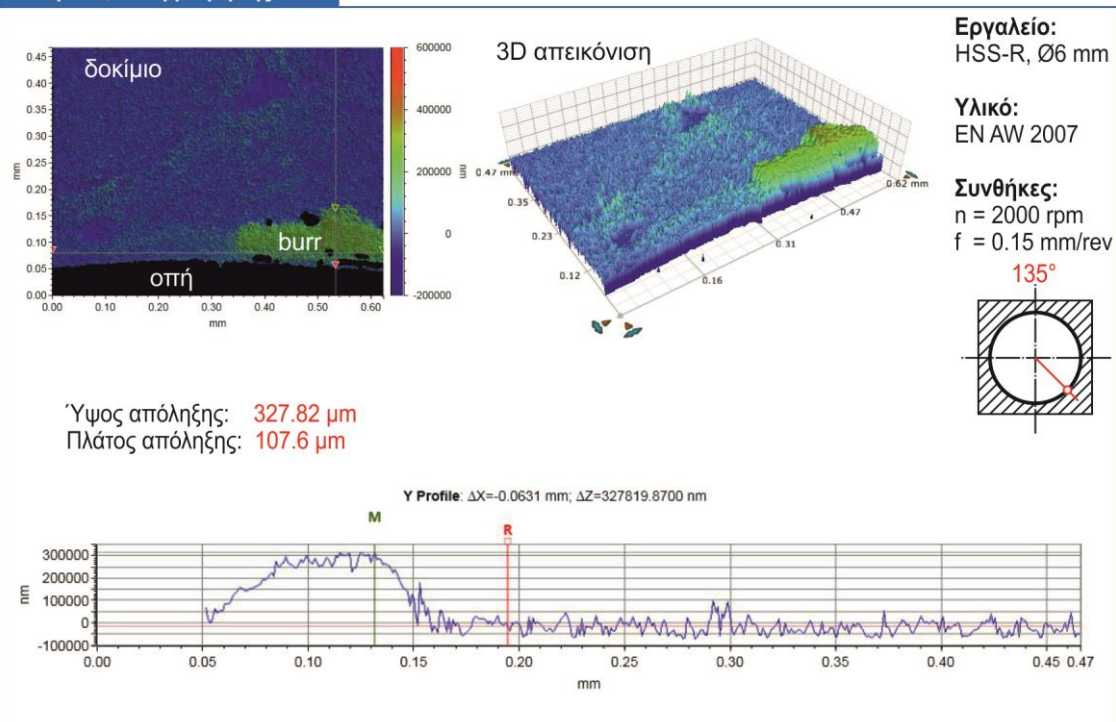 0.45
0.40
0.35
0.30
0.25
0.20
0.15
0.10
0.05
0.00
mm
0.00 0.10 0.20 0.30 0.40 0.50 0.60
mm
δοκίμιο
burr
οπή
600000
400000
200000
0
-200000
nm
3D απεικόνιση
0.47 mm
0.35
0.23
0.12
0.16
0.31
0.47
0.62 mm
Εργαλείο:
HSS-R, Ø6 mm
Υλικό:
EN AW 2007
Συνθήκες:
n = 2000 rpm
f = 0.15 mm/rev
135°
Ύψος απόληξης: 327.82 μm
Πλάτος απόληξης: 107.6 μm
Y Profile: ΔX=-0.0631 mm; ΔZ=327819.8700 nm
M
R
300000
200000
100000
0
-100000
nm
0.00 0.05 0.10 0.15 0.20 0.25 0.30 0.35 0.40 0.45 0.47
mm